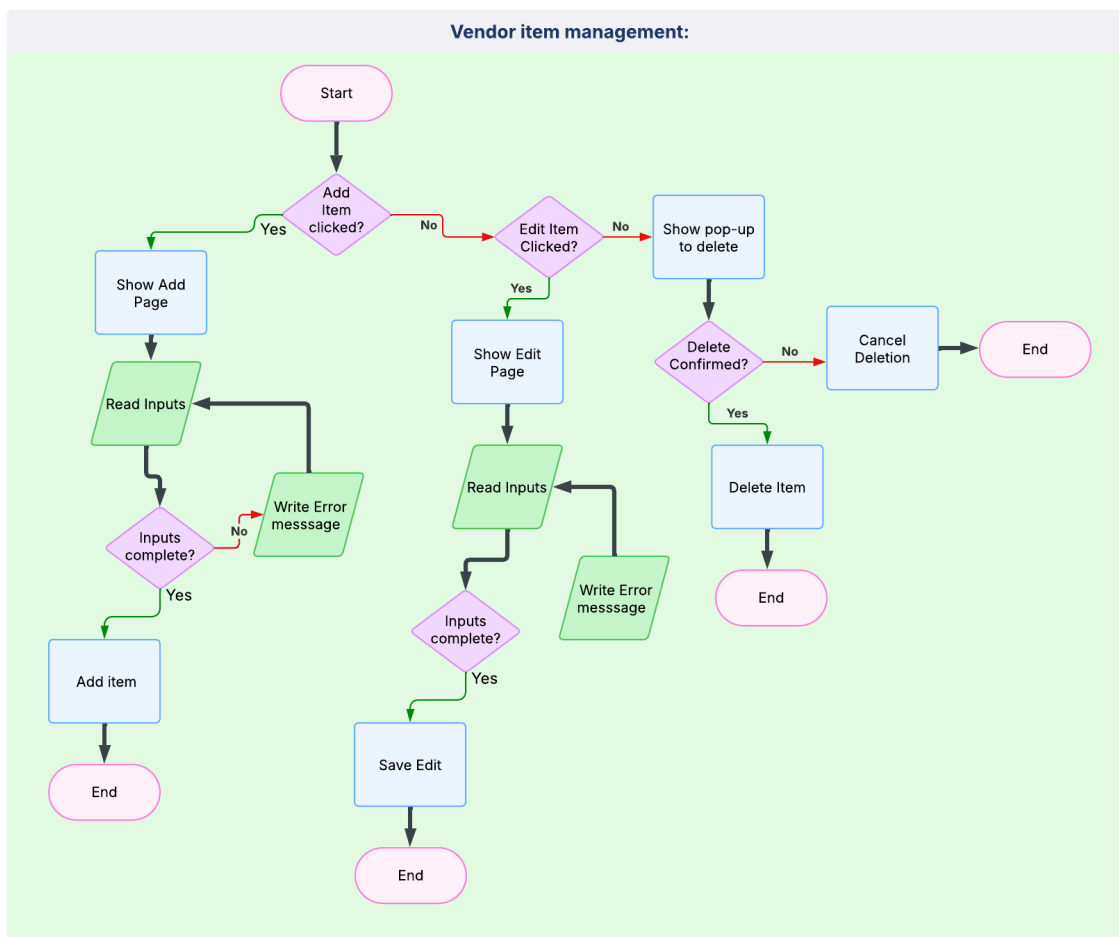 Vendor item management:
Start
Add
Item
clicked?
Yes
No
Edit Item
Clicked?
No
Show pop-up
to delete
Show Add
Page
Yes
Show Edit
Page
Delete
Confirmed?
No
Cancel
Deletion
End
Read Inputs
Yes
Read Inputs
Delete Item
Write Error
messsage
No
Inputs
complete?
Yes
Write Error
messsage
End
Inputs
complete?
Yes
Add item
Save Edit
End
End